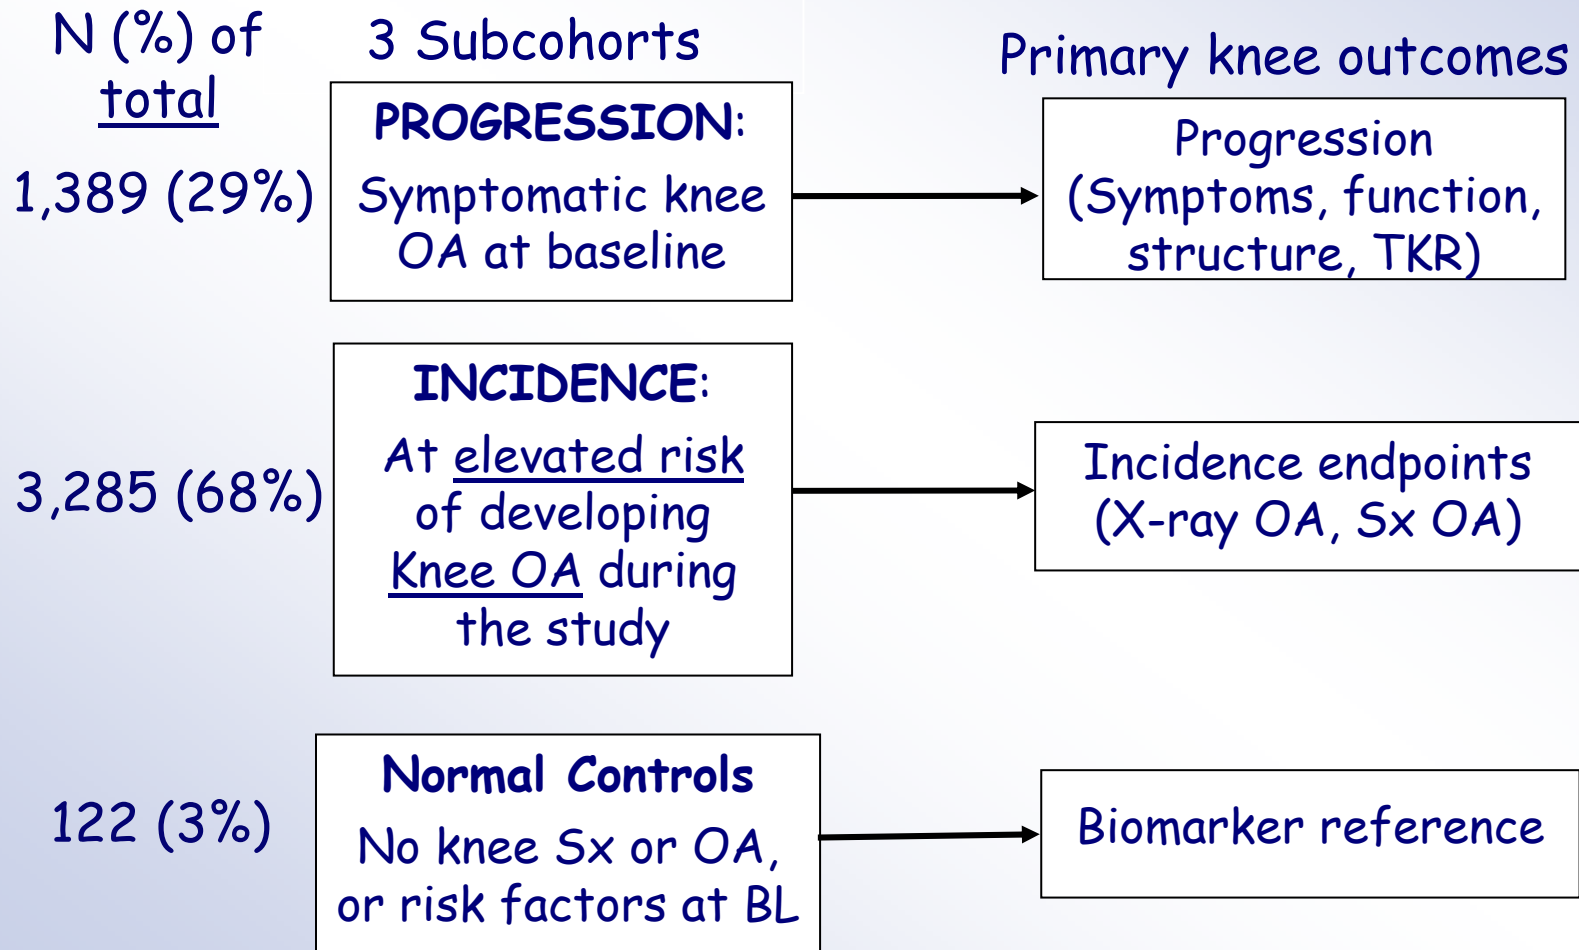 N (%) of
total
3 Subcohorts
Primary knee outcomes
1,389 (29%)
PROGRESSION:
Symptomatic knee
OA at baseline
Progression
(Symptoms, function,
structure, TKR)
3,285 (68%)
INCIDENCE:
At elevated risk
of developing
Knee OA during
the study
Incidence endpoints
(X-ray OA, Sx OA)
122 (3%)
Normal Controls
No knee Sx or OA,
or risk factors at BL
Biomarker reference